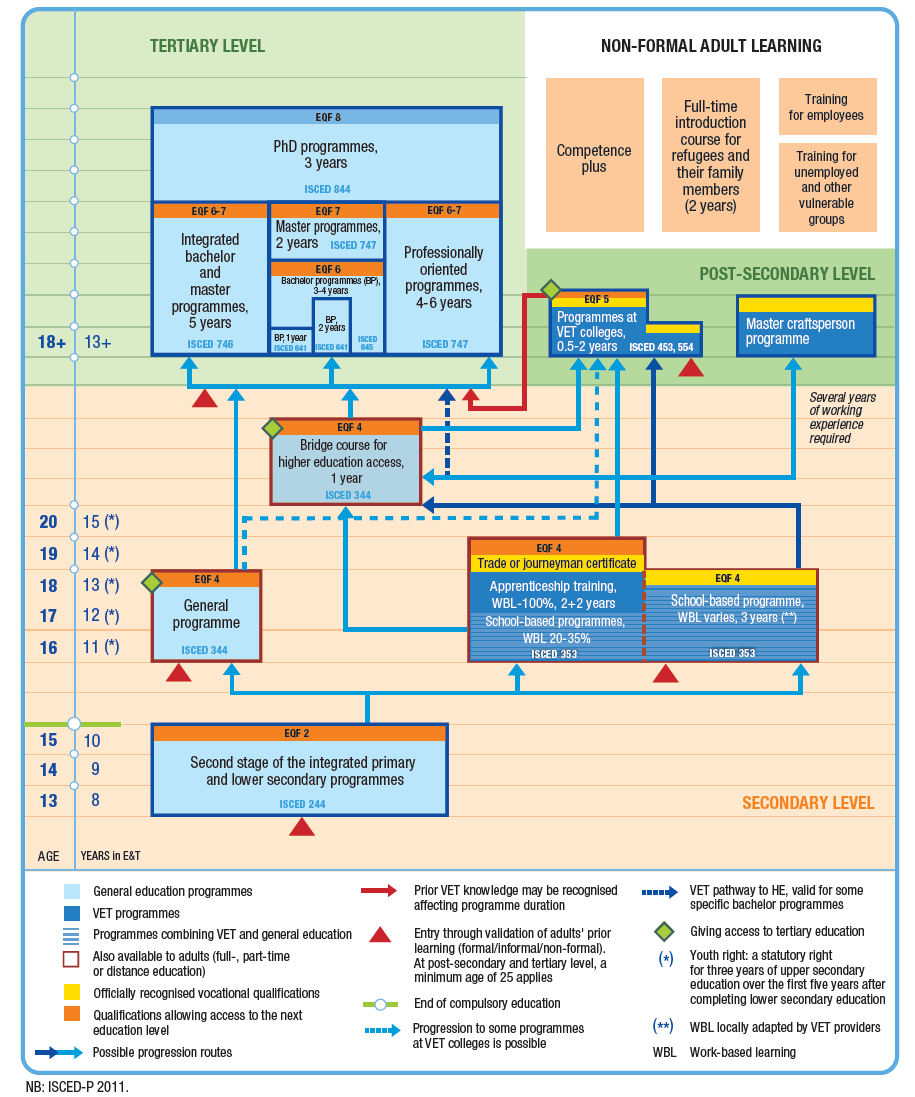 TERTIARY LEVEL
NON-FORMAL ADULT LEARNING
EQF 8
PhD programmes,
3 years
ISCED 844
Competence
plus
Full-time
introduction
course for
refugees and
their family
members
(2 years)
Training
for employees
Training for
unemployed
and other
vulnerable
groups
EQF 6-7
Integrated
bachelor
and
master
programmes,
5 years
ISCED 746
EQF 7
Master programmes,
2 years ISCED 747
EQF 6
Bachelor programmes (BP),
3-4 years
BP, 1year
ISCED 641
BP,
2 years
ISCED 641
ISCED
645
EQF 6-7
Professionally
oriented
programmes,
4-6 years
ISCED 747
POST-SECONDARY LEVEL
EQF 5
Programmes at
VET colleges,
0.5-2 years ISCED 453, 554
Master craftsperson
programme
18+ 13+
Several years
of working
experience
required
EQF 4
Bridge course for
higher education access,
1 year
ISCED 344
20 15 (*)
19 14 (*)
18 13 (*)
17 12 (*)
16 11 (*)
EQF 4
General
programme
ISCED 344
EQF 4
Trade or journeyman certificate
Apprenticeship training,
WBL-100%, 2+2 years
School-based programmes,
WBL 20-35%
ISCED 353
EQF 4
School-based programme,
WBL varies, 3 years (**)
ISCED 353
15 10
14 9
13 8
EQF 2
Second stage of the integrated primary
and lower secondary programmes
ISCED 244
SECONDARY LEVEL
AGE YEARS in E&T
General education programmes
VET programmes
Programmes combining VET and general education
Also available to adults (full-, part-time
or distance education)
Officially recognised vocational qualifications
Qualifications allowing access to the next
education level
Possible progression routes
Prior VET knowledge may be recognised
affecting programme duration
Entry through validation of adults' prior
learning (formal/informal/non-formal).
At post-secondary and tertiary level, a
minimum age of 25 applies
End of compulsory education
Progression to some programmes
at VET colleges is possible
VET pathway to HE, valid for some
specific bachelor programmes
Giving access to tertiary education
(*) Youth right: a statutory right
for three years of upper secondary
education over the first five years after
completing lower secondary education
(**) WBL locally adapted by VET providers
WBL Work-based learning
NB: ISCED-P 2011.